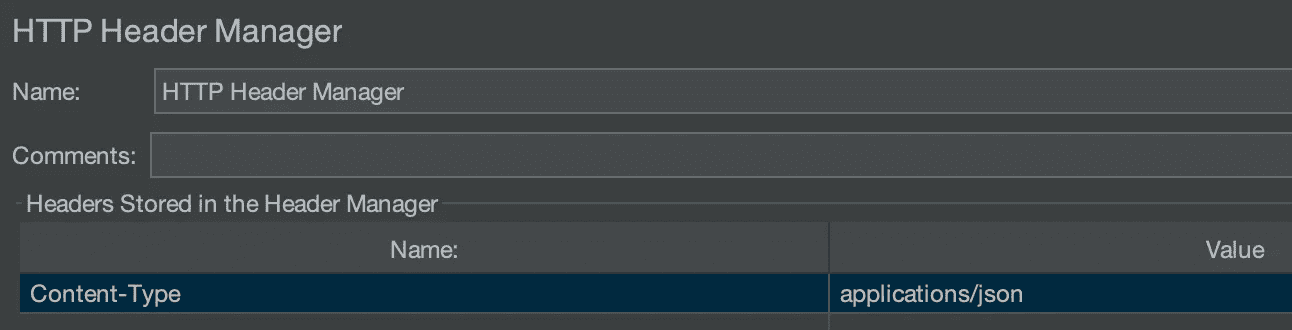 HTTP Header Manager
Name: HTTP Header Manager
Comments:
Headers Stored in the Header Manager
Name: Value
Content-Type applications/json